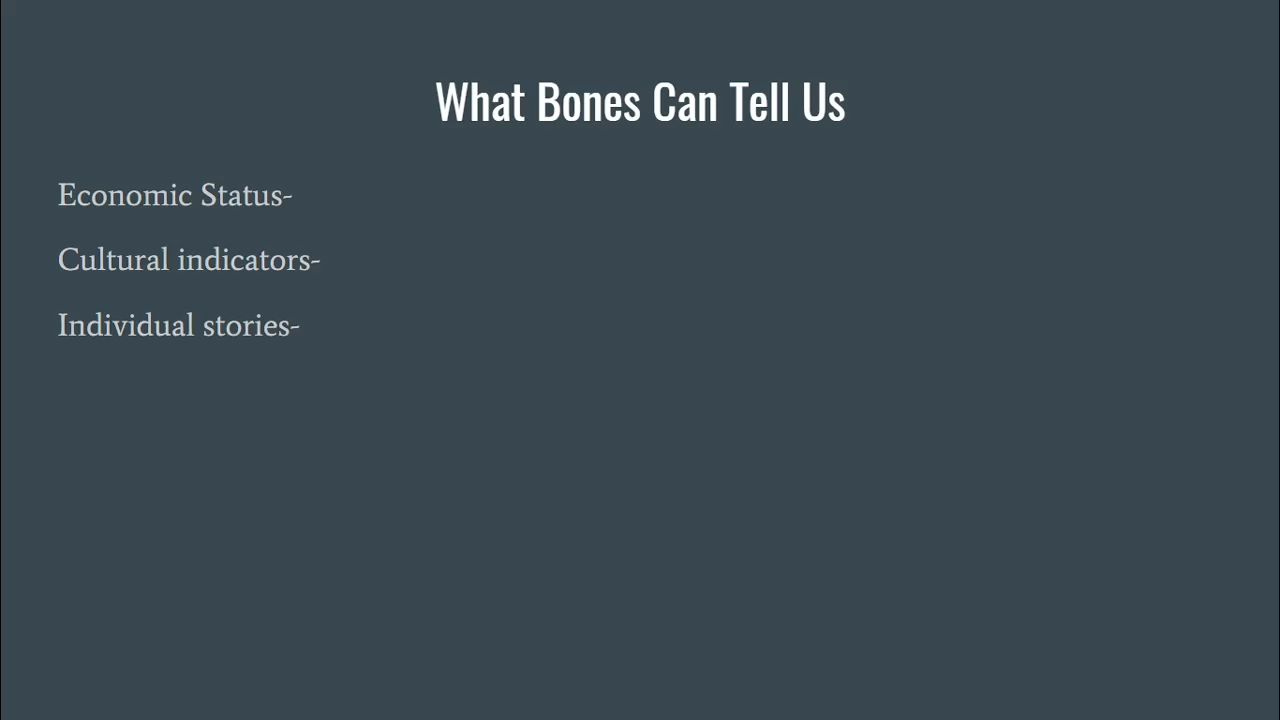 What Bones Can Tell Us
Economic Status-
Cultural indicators-
Individual stories-